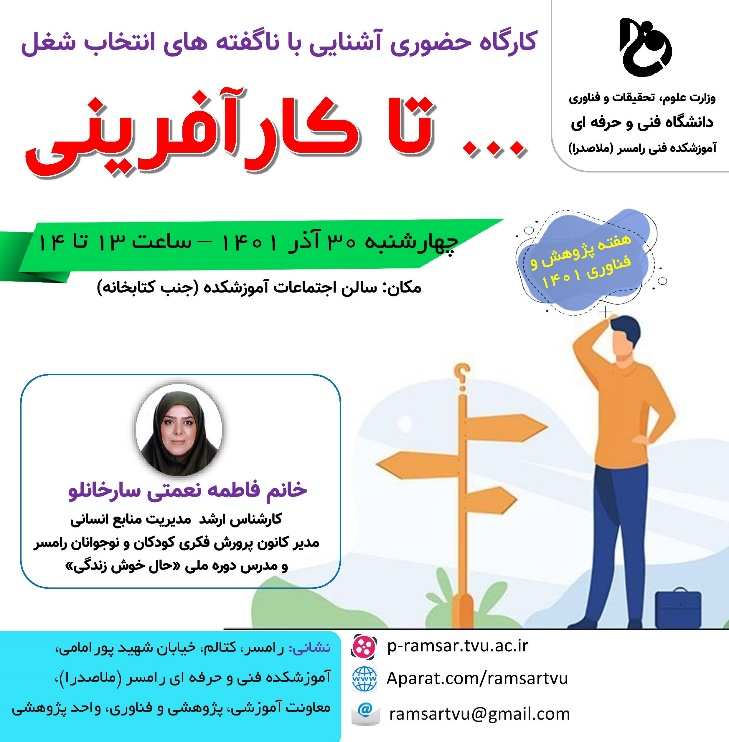 وزارت علوم، تحقیقات و فناوری
دانشگاه فنی و حرفه ای
آموزشکده فنی رامسر (ملاصدرا)
کارگاه حضوری آشنایی با ناگفته های انتخاب شغل
... تا کارآفرینی
چهارشنبه ۳۰ آذر ۱۴۰۱ – ساعت ۱۳ تا ۱۴
مکان: سالن اجتماعات آموزشکده (جنب کتابخانه)
هفته پژوهش و
فناوری ۱۴۰۱
خانم فاطمه نعمتی سارخانلو
کارشناس ارشد مدیریت منابع انسانی
مدیر کانون پرورش فکری کودکان و نوجوانان رامسر
و مدرس دوره ملی «حال خوش زندگی»
نشانی: رامسر، کتالم، خیابان شهید پورامامی،
آموزشکده فنی و حرفه ای رامسر (ملاصدرا)،
معاونت آموزشی، پژوهشی و فناوری، واحد پژوهشی
p-ramsar.tvu.ac.ir
Aparat.com/ramsartvu
ramsartvu@gmail.com